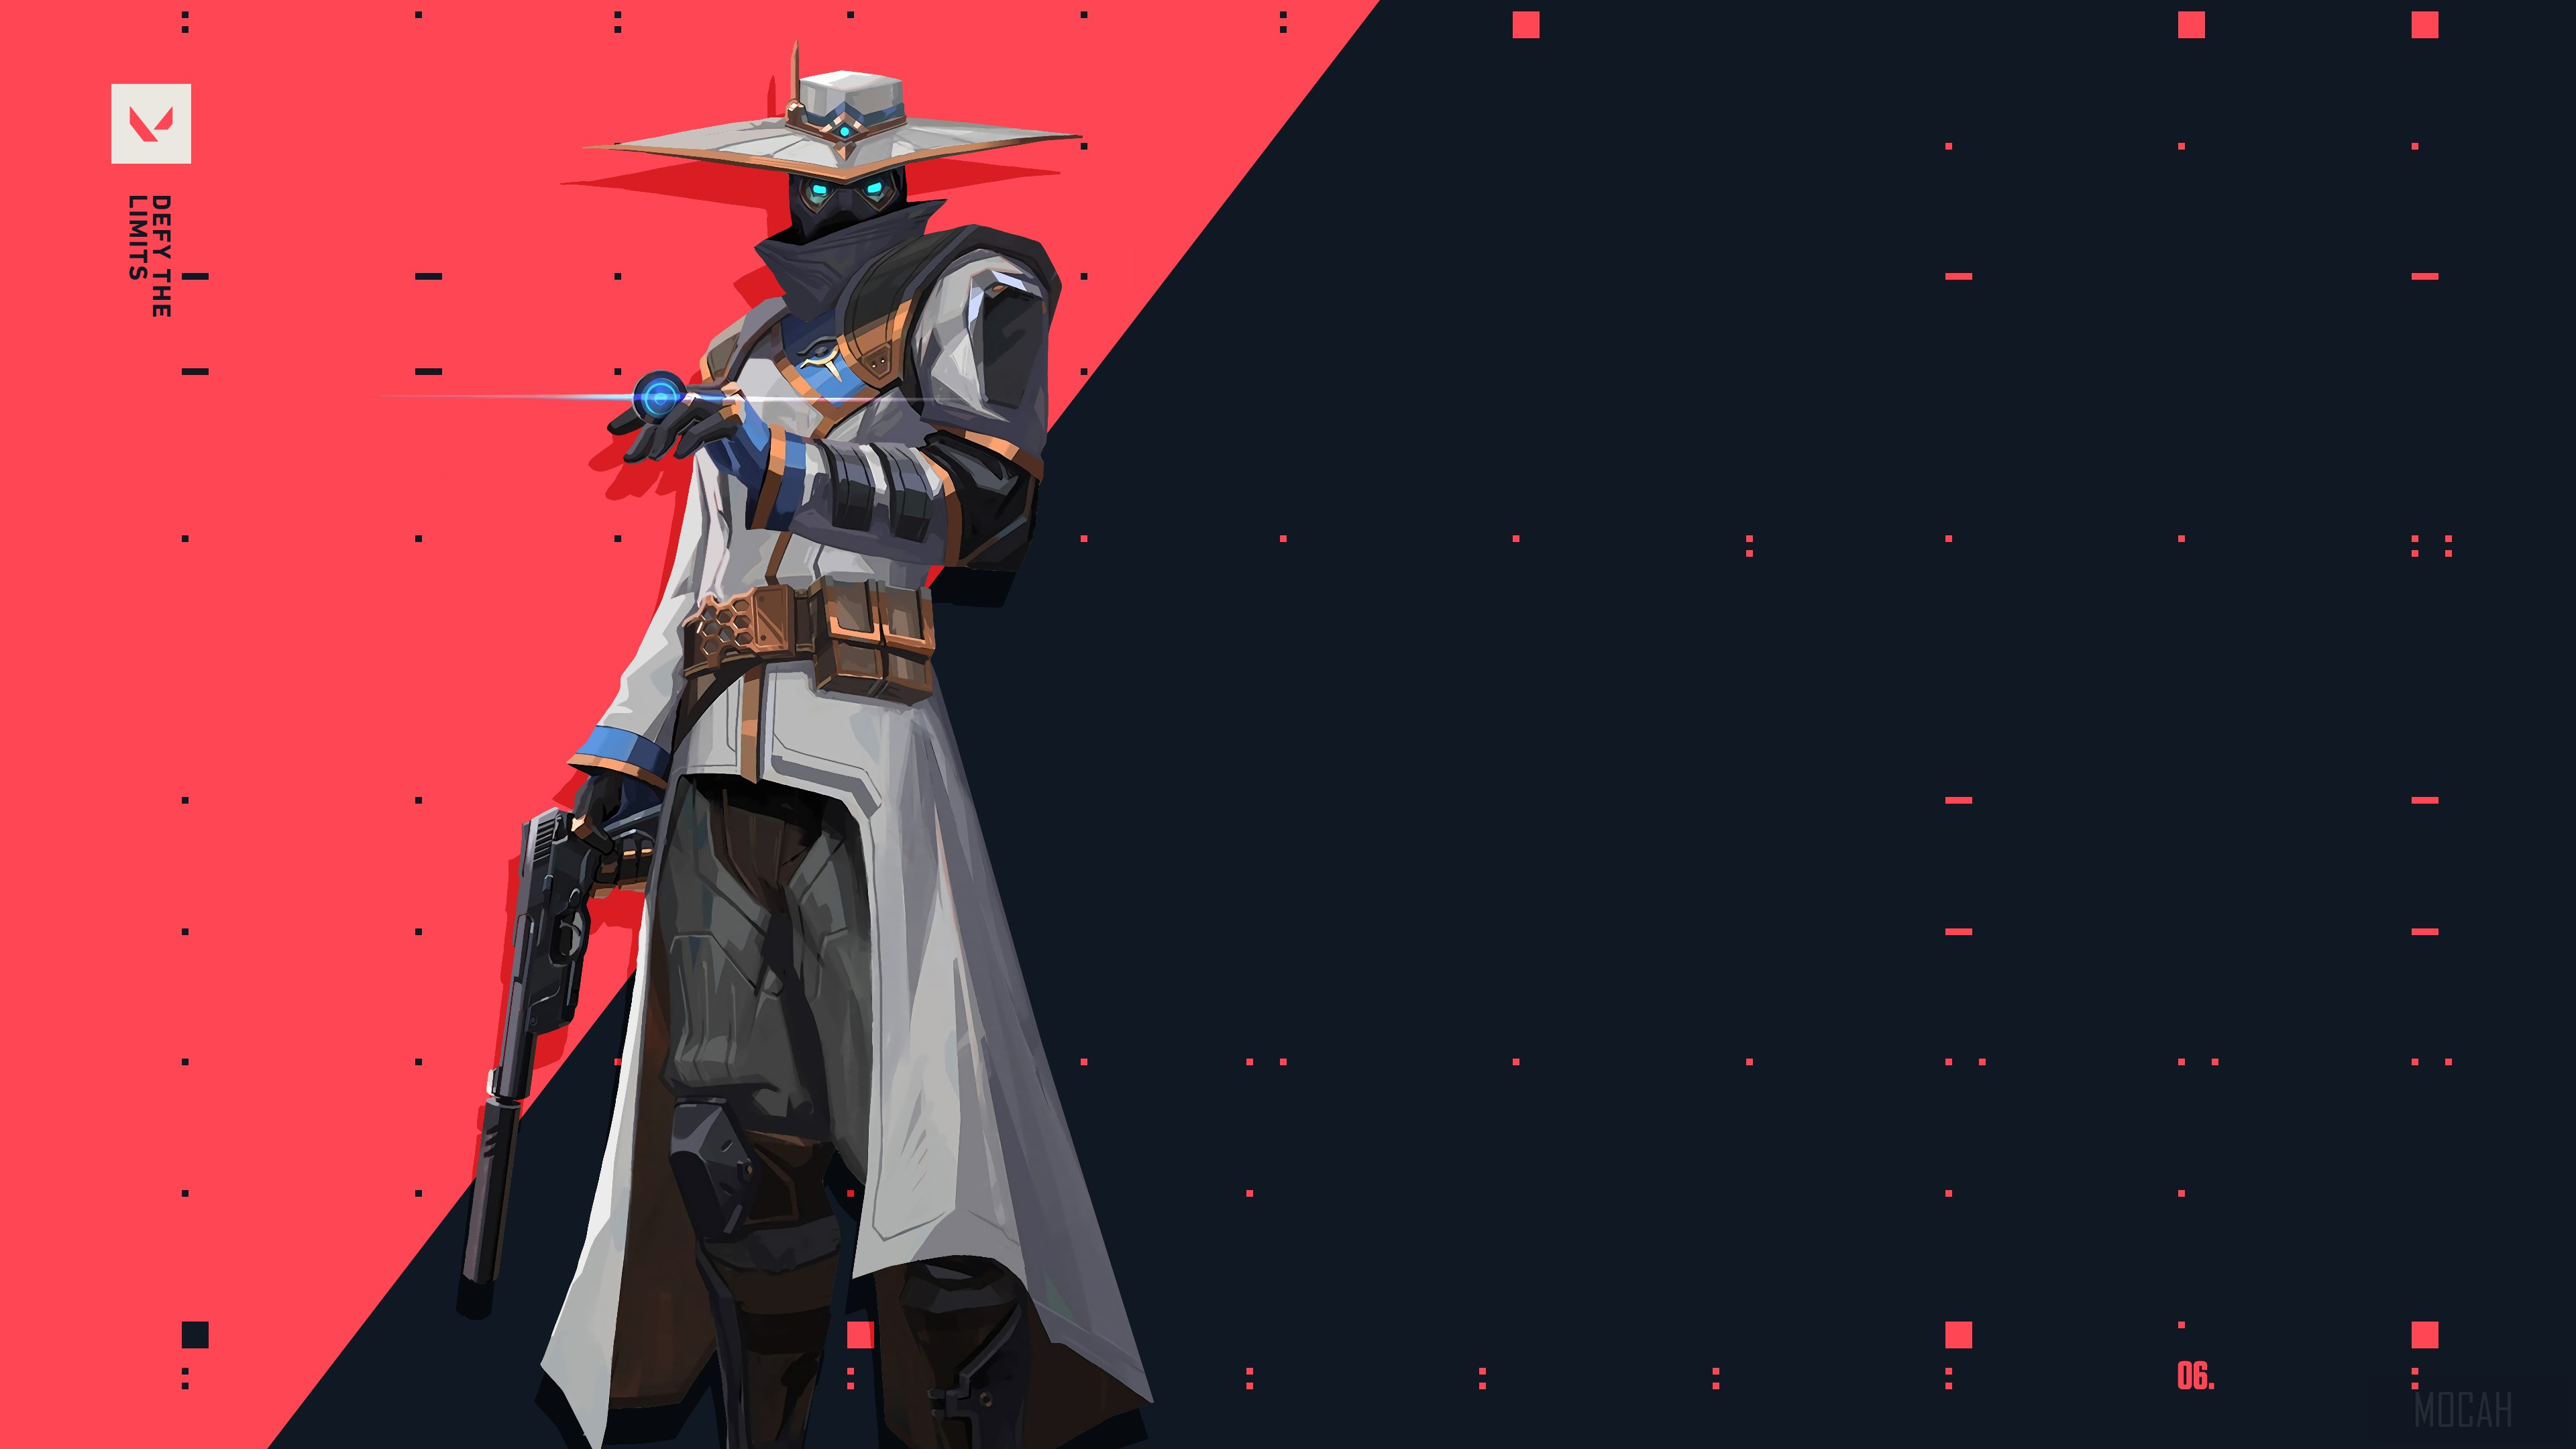 DEFY THE
LIMITS
06.
MOCAH